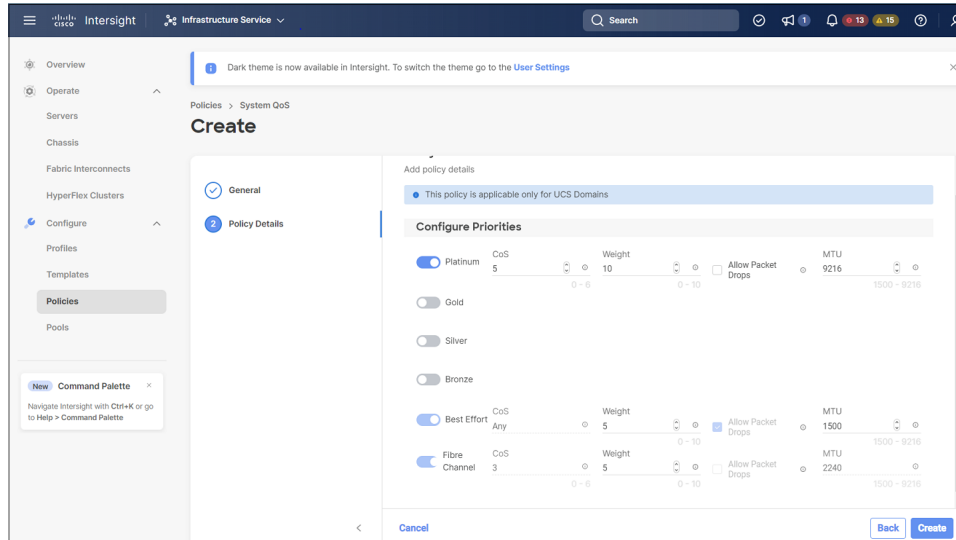 cisco Intersight Infrastructure Service Search 1 13 15
Overview
Operate
Servers
Chassis
Fabric Interconnects
HyperFlex Clusters
Configure
Profiles
Templates
Policies
Pools
New Command Palette ×
Navigate Intersight with Ctrl+K or go
to Help > Command Palette
Dark theme is now available in Intersight. To switch the theme go to the User Settings
Policies > System QoS
Create
General
2 Policy Details
Add policy details
This policy is applicable only for UCS Domains
Configure Priorities
Platinum CoS 5 0 - 6 Weight 10 0 - 10 Allow Packet Drops MTU 9216 1500 - 9216
Gold
Silver
Bronze
Best Effort CoS Any Weight 5 0 - 10 Allow Packet Drops MTU 1500 1500 - 9216
Fibre Channel CoS 3 0 - 6 Weight 5 0 - 10 Allow Packet Drops MTU 2240 1500 - 9216
Cancel Back Create